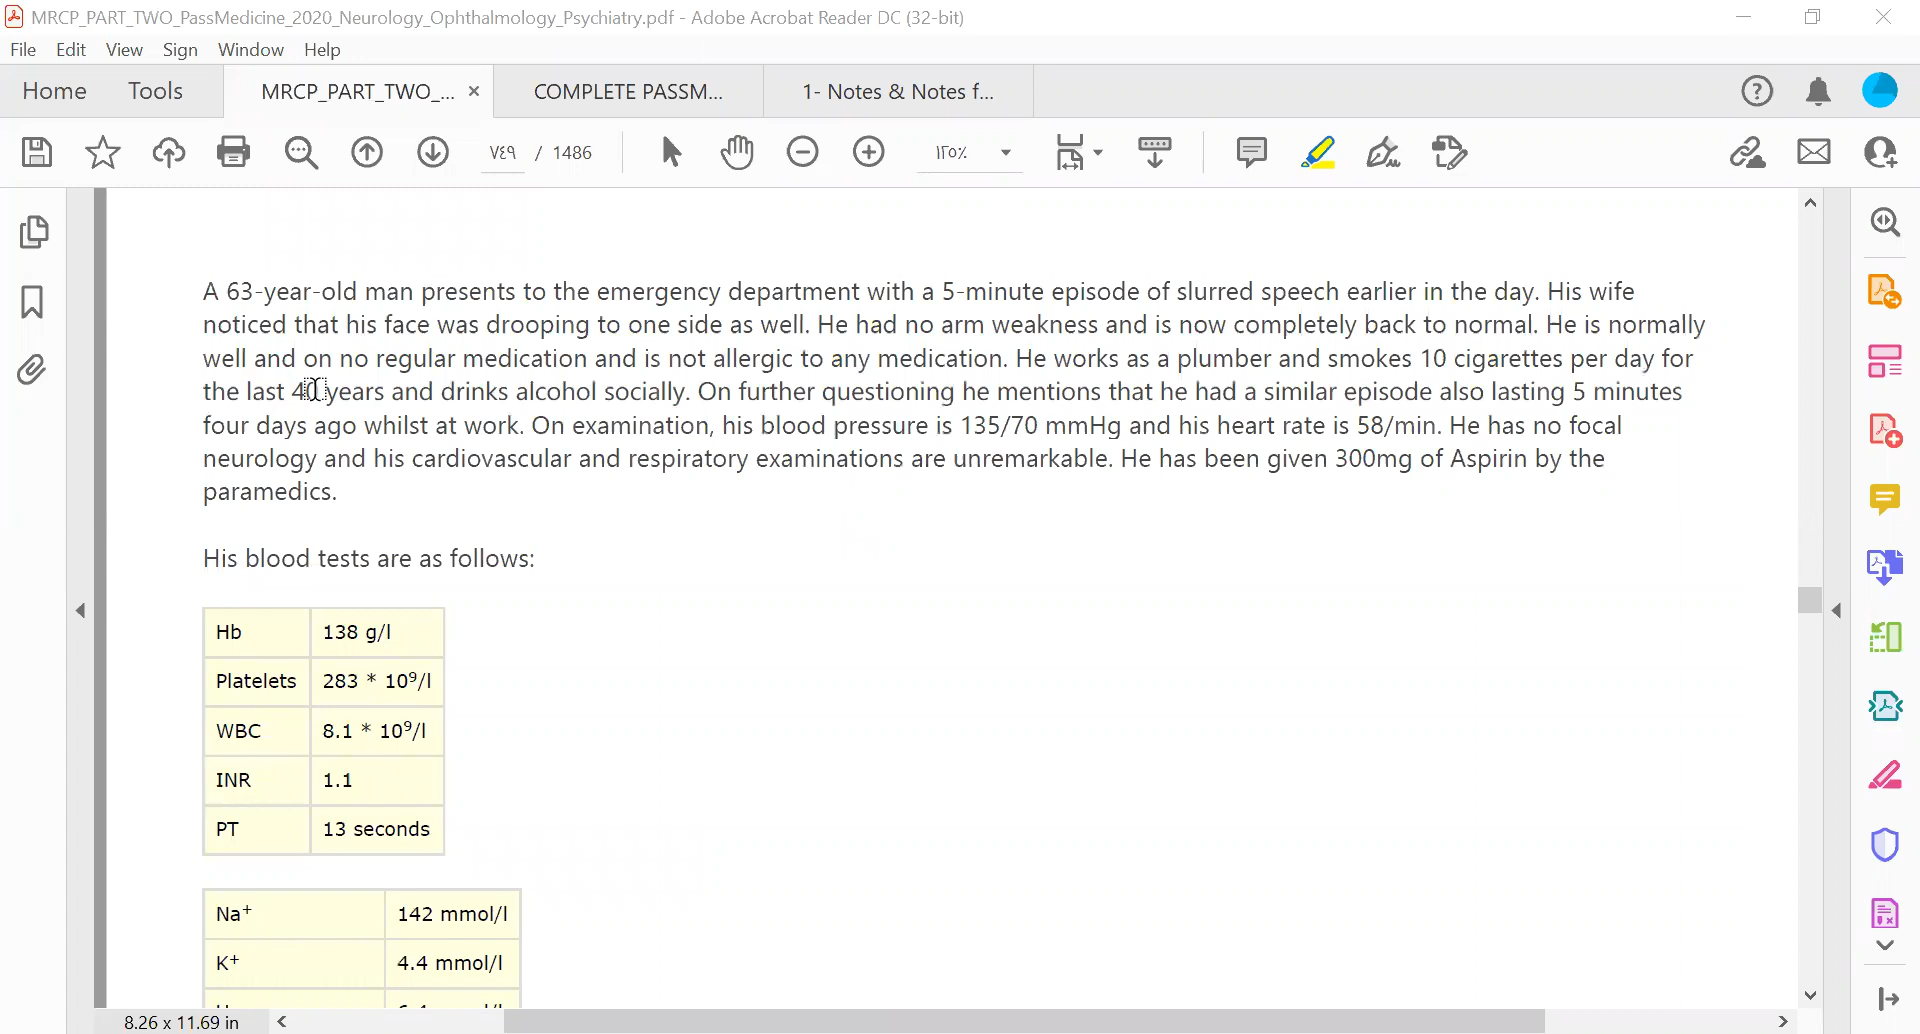 MRCP_PART_TWO_PassMedicine_2020_Neurology_Ophthalmology_Psychiatry.pdf - Adobe Acrobat Reader DC (32-bit)
File Edit View Sign Window Help
Home Tools MRCP_PART_TWO_... × COMPLETE PASSM... 1- Notes & Notes f...
٧٤٩ / 1486 ١٢٥٪
A 63-year-old man presents to the emergency department with a 5-minute episode of slurred speech earlier in the day. His wife
noticed that his face was drooping to one side as well. He had no arm weakness and is now completely back to normal. He is normally
well and on no regular medication and is not allergic to any medication. He works as a plumber and smokes 10 cigarettes per day for
the last 40 years and drinks alcohol socially. On further questioning he mentions that he had a similar episode also lasting 5 minutes
four days ago whilst at work. On examination, his blood pressure is 135/70 mmHg and his heart rate is 58/min. He has no focal
neurology and his cardiovascular and respiratory examinations are unremarkable. He has been given 300mg of Aspirin by the
paramedics.
His blood tests are as follows:
Hb 138 g/l
Platelets 283 * 10⁹/l
WBC 8.1 * 10⁹/l
INR 1.1
PT 13 seconds
Na⁺ 142 mmol/l
K⁺ 4.4 mmol/l
8.26 x 11.69 in